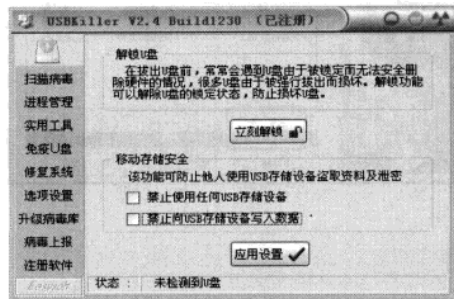 USBKiller V2.4 Build1230 （已注册）
扫描病毒
进程管理
实用工具
免疫U盘
修复系统
选项设置
升级病毒库
病毒上报
注册软件
解锁U盘
在拔出U盘前，常常会遇到U盘由于被锁定而无法安全删
除硬件的情况，很多U盘由于被强行拔出而损坏。解锁功能
可以解除U盘的锁定状态，防止损坏U盘。
立刻解锁
移动存储安全
该功能可防止他人使用USB存储设备盗取资料及泄密
禁止使用任何USB存储设备
禁止向USB存储设备写入数据
应用设置
状态： 未检测到U盘